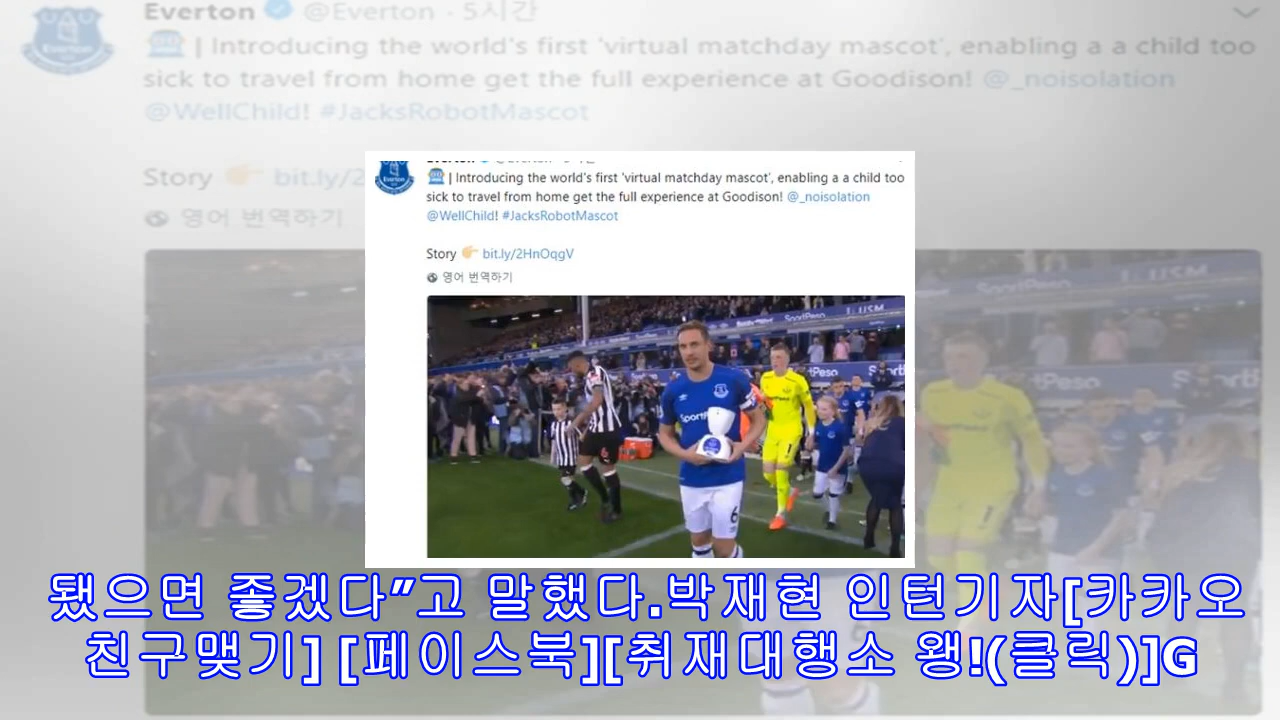 Everton @Everton · 5시간
| Introducing the world's first 'virtual matchday mascot', enabling a a child too
sick to travel from home get the full experience at Goodison! @_noisolation
@WellChild! #JacksRobotMascot
Story bit.ly/2
영어 번역하기
Everton
| Introducing the world's first 'virtual matchday mascot', enabling a a child too
sick to travel from home get the full experience at Goodison! @_noisolation
@WellChild! #JacksRobotMascot
Story bit.ly/2HnOqgV
영어 번역하기
SportPeso
USM
6
1
됐으면 좋겠다”고 말했다.박재현 인턴기자[카카오
친구맺기] [페이스북][취재대행소 왱!(클릭)]G